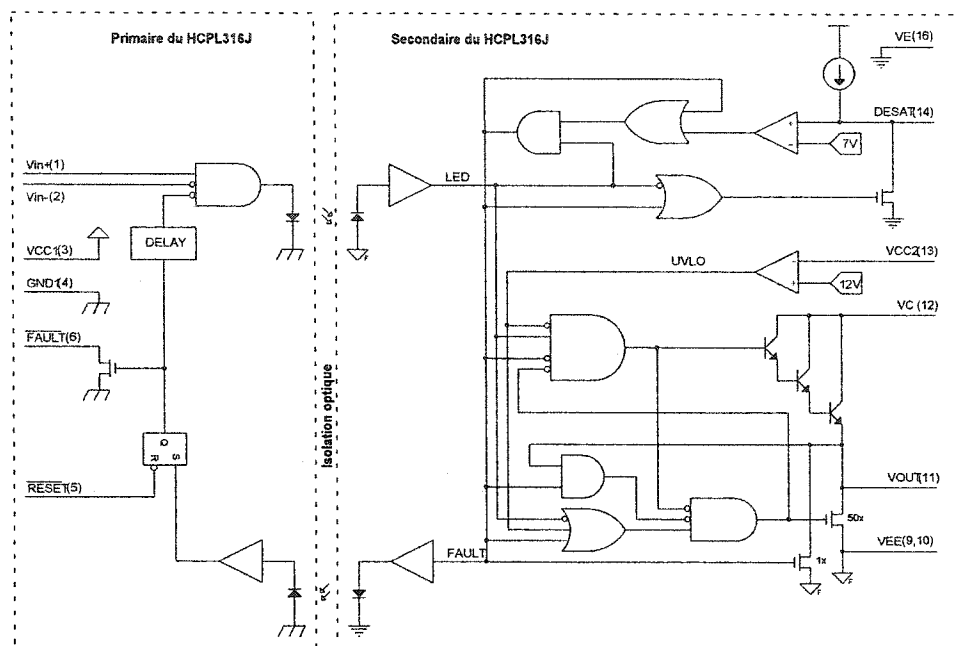 Primaire du HCPL316J
Secondaire du HCPL316J
VE(16)
DESAT(14)
7V
Vin+(1)
Vin-(2)
LED
DELAY
VCC1(3)
UVLO
VCC2(13)
GND1(4)
12V
VC (12)
FAULT(6)
Isolation optique
Q
R
S
RESET(5)
VOUT(11)
50x
FAULT
VEE(9,10)
1x
F
F
F